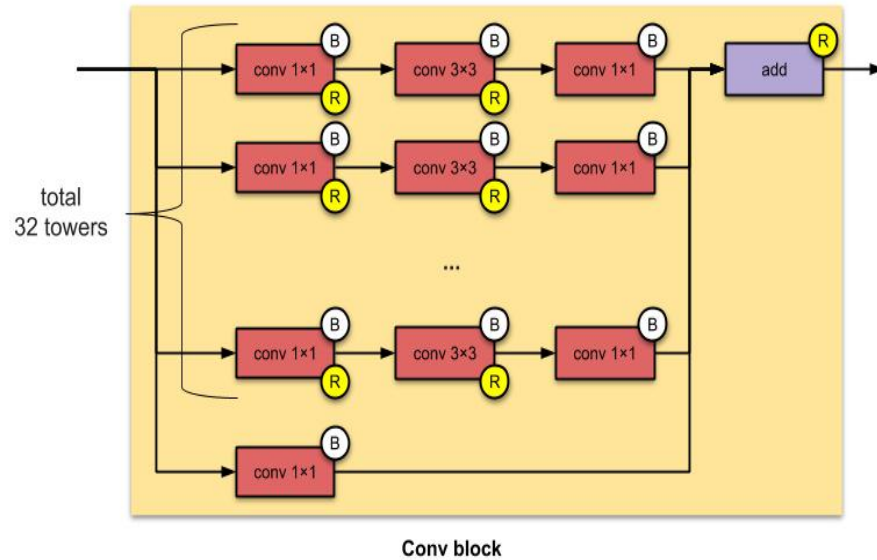 B
B
B
R
conv 1×1
conv 3×3
conv 1×1
add
R
R
B
B
B
conv 1×1
conv 3×3
conv 1×1
R
R
total
32 towers
...
B
B
B
conv 1×1
conv 3×3
conv 1×1
R
R
B
conv 1×1
Conv block